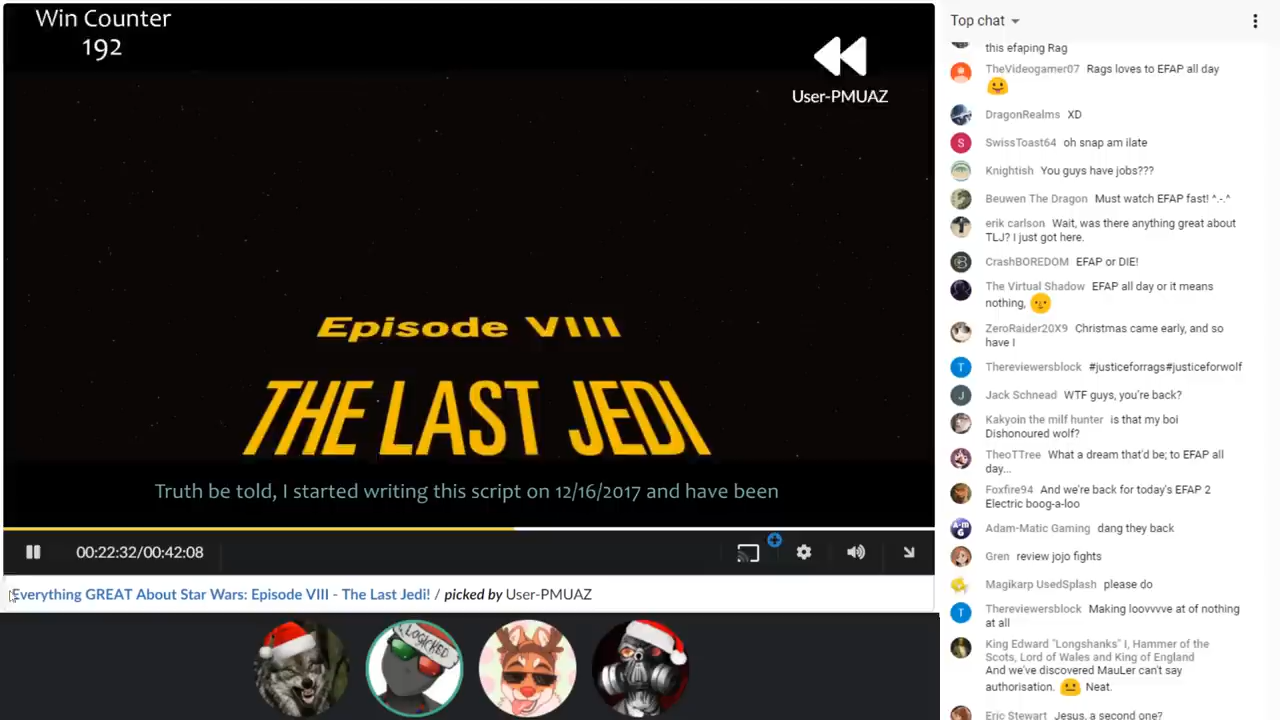 Win Counter
192
User-PMUAZ
Episode VIII
THE LAST JEDI
Truth be told, I started writing this script on 12/16/2017 and have been
00:22:32/00:42:08
Everything GREAT About Star Wars: Episode VIII - The Last Jedi! / picked by User-PMUAZ
LOGICKED
Top chat
this efaping Rag
TheVideogamer07 Rags loves to EFAP all day
DragonRealms XD
S
SwissToast64 oh snap am ilate
Knightish You guys have jobs???
Beuwen The Dragon Must watch EFAP fast! ^.-.^
erik carlson Wait, was there anything great about
TLJ? I just got here.
CrashBOREDOM EFAP or DIE!
The Virtual Shadow EFAP all day or it means
nothing,
ZeroRaider20X9 Christmas came early, and so
have I
T
Thereviewersblock #justiceforrags#justiceforwolf
J
Jack Schnead WTF guys, you're back?
Kakyoin the milf hunter is that my boi
Dishonoured wolf?
TheoTTree What a dream that'd be; to EFAP all
day...
Foxfire94 And we're back for today's EFAP 2
Electric boog-a-loo
A-M-G
Adam-Matic Gaming dang they back
Gren review jojo fights
Magikarp UsedSplash please do
T
Thereviewersblock Making loovvvve at of nothing
at all
King Edward "Longshanks" I, Hammer of the
Scots, Lord of Wales and King of England
And we've discovered MauLer can't say
authorisation. Neat.
Eric Stewart Jesus, a second one?